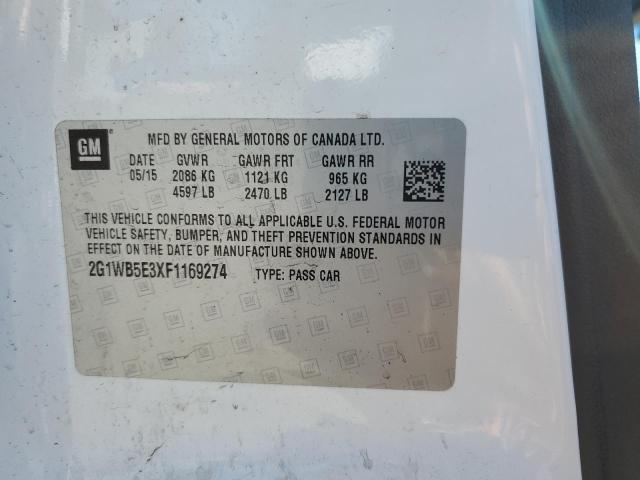 GM
MFD BY GENERAL MOTORS OF CANADA LTD.
DATE GVWR GAWR FRT GAWR RR
05/15 2086 KG 1121 KG 965 KG
4597 LB 2470 LB 2127 LB
THIS VEHICLE CONFORMS TO ALL APPLICABLE U.S. FEDERAL MOTOR
VEHICLE SAFETY, BUMPER, AND THEFT PREVENTION STANDARDS IN
EFFECT ON THE DATE OF MANUFACTURE SHOWN ABOVE.
2G1WB5E3XF1169274 TYPE: PASS CAR